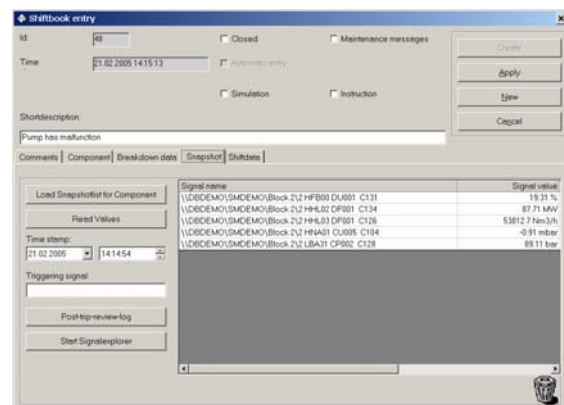 Shiftbook entry
Id: 48
Closed
Maintenance messages
Create
Time 21.02.2005 14:15:13
Automatic entry
Apply
Simulation
Instruction
New
Shortdescription:
Cancel
Pump has malfunction
Comments Component Breakdown data Snapshot Shiftdate
Load Snapshotlist for Component
Read Values
Time stamp:
21.02.2005 14:14:54
Triggering signal:
Post-trip-review-log
Start Signalexplorer
Signal name Signal value
\\DBDEMO\SMDEMO\Block 2\2 HFB00 DU001 C131 19.31 %
\\DBDEMO\SMDEMO\Block 2\2 HHL02 DF001 C134 87.71 MW
\\DBDEMO\SMDEMO\Block 2\2 HHL03 DF001 C126 53812.7 Nm3/h
\\DBDEMO\SMDEMO\Block 2\2 HNA01 CU005 C104 -0.91 mbar
\\DBDEMO\SMDEMO\Block 2\2 LBA31 CP002 C128 89.11 bar